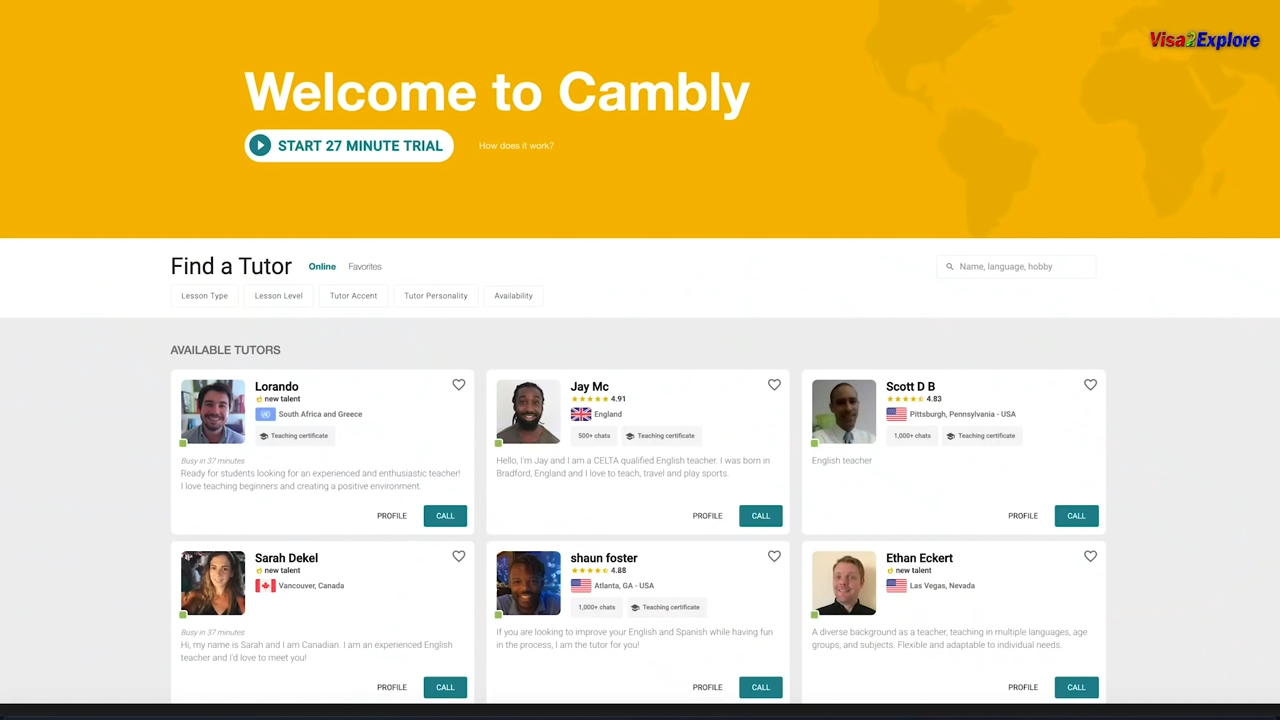 Visa2Explore
Welcome to Cambly
START 27 MINUTE TRIAL
How does it work?
Find a Tutor
Online
Favorites
Name, language, hobby
Lesson Type
Lesson Level
Tutor Accent
Tutor Personality
Availability
AVAILABLE TUTORS
Lorando
new talent
South Africa and Greece
Teaching certificate
Busy in 37 minutes
Ready for students looking for an experienced and enthusiastic teacher!
I love teaching beginners and creating a positive environment.
PROFILE
CALL
Jay Mc
4.91
England
500+ chats
Teaching certificate
Hello, I'm Jay and I am a CELTA qualified English teacher. I was born in
Bradford, England and I love to teach, travel and play sports.
PROFILE
CALL
Scott D B
4.83
Pittsburgh, Pennsylvania - USA
1,000+ chats
Teaching certificate
English teacher
PROFILE
CALL
Sarah Dekel
new talent
Vancouver, Canada
Busy in 37 minutes
Hi, my name is Sarah and I am Canadian. I am an experienced English
teacher and I'd love to meet you!
PROFILE
CALL
shaun foster
4.88
Atlanta, GA - USA
1,000+ chats
Teaching certificate
If you are looking to improve your English and Spanish while having fun
in the process, I am the tutor for you!
PROFILE
CALL
Ethan Eckert
new talent
Las Vegas, Nevada
A diverse background as a teacher, teaching in multiple languages, age
groups, and subjects. Flexible and adaptable to individual needs.
PROFILE
CALL